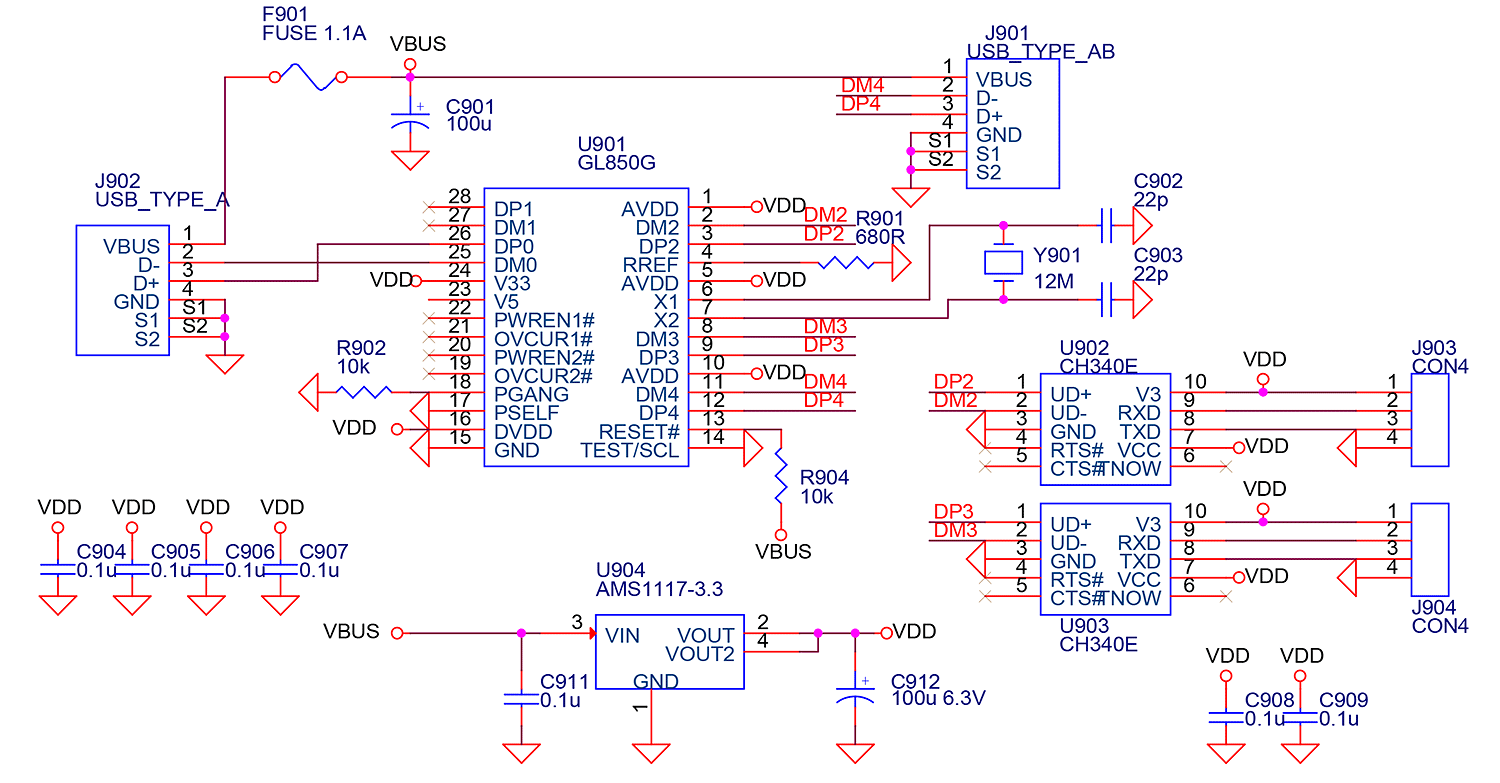 F901
FUSE 1.1A
VBUS
+
C901
100u
J901
USB_TYPE_AB
1 VBUS
DM4 2 D-
DP4 3 D+
4 GND
S1 S1
S2 S2
J902
USB_TYPE_A
VBUS 1
D- 2
D+ 3
GND 4
S1 S1
S2 S2
U901
GL850G
28 DP1 AVDD 1 VDD
27 DM1 DM2 2 DM2
26 DP0 DP2 3 DP2
25 DM0 RREF 4
VDD 24 V33 AVDD 5 VDD
23 V5 X1 6
22 PWREN1# X2 7
21 OVCUR1# DM3 8 DM3
20 PWREN2# DP3 9 DP3
19 OVCUR2# AVDD 10 VDD
18 PGANG DM4 11 DM4
17 PSELF DP4 12 DP4
VDD 16 DVDD RESET# 13
15 GND TEST/SCL 14
R901
680R
C902
22p
Y901
12M
C903
22p
R902
10k
R904
10k
VBUS
U902
CH340E
VDD
J903
CON4
DP2 1 UD+ V3 10 1
DM2 2 UD- RXD 9 2
3 GND TXD 8 3
4 RTS# VCC 7 VDD 4
5 CTS# TNOW 6
VDD
DP3 1 UD+ V3 10 1
DM3 2 UD- RXD 9 2
3 GND TXD 8 3
4 RTS# VCC 7 VDD 4
5 CTS# TNOW 6
U903
CH340E
J904
CON4
VDD VDD VDD VDD
C904 C905 C906 C907
0.1u 0.1u 0.1u 0.1u
U904
AMS1117-3.3
VBUS 3 VIN VOUT 2 VDD
VOUT2 4
GND
1
C911
0.1u
+
C912
100u 6.3V
VDD VDD
C908 C909
0.1u 0.1u